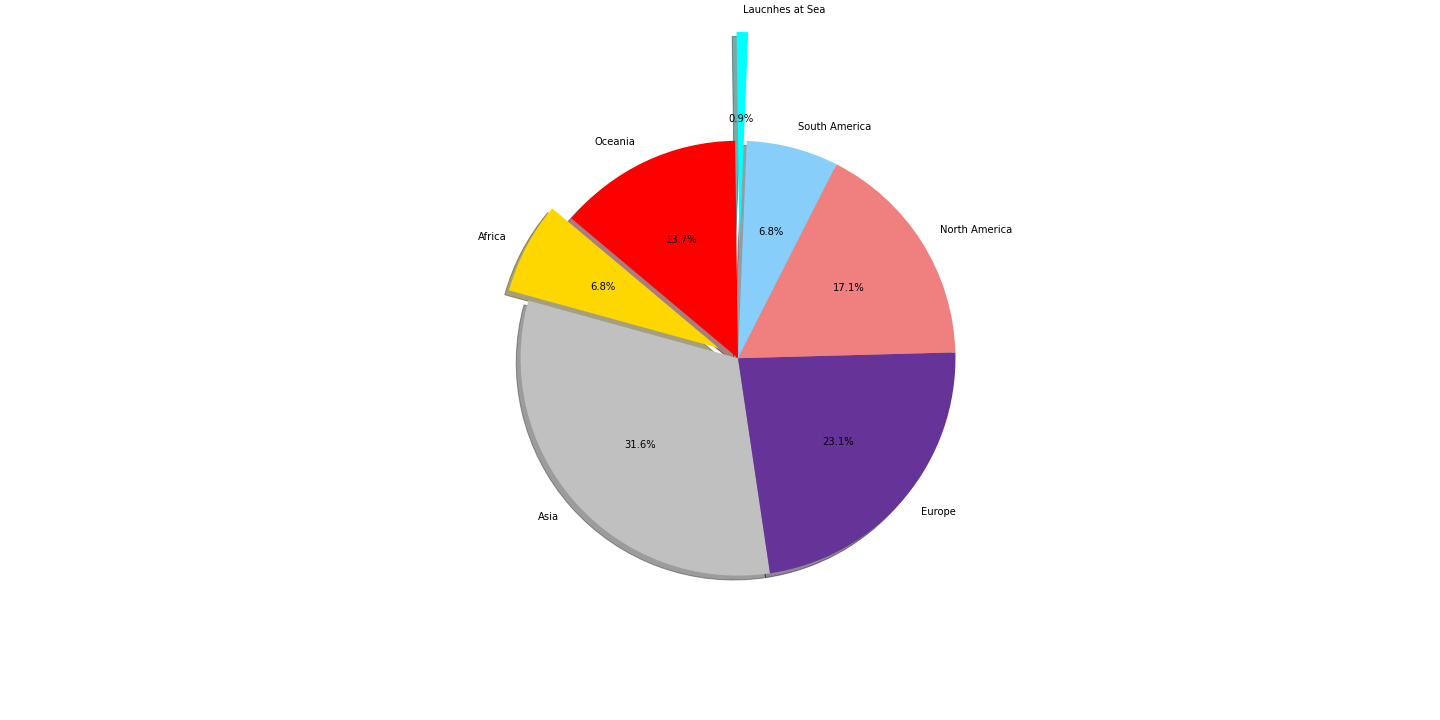 Laucnhes at Sea
0.9%
South America
Oceania
North America
6.8%
Africa
13.7%
6.8%
17.1%
23.1%
31.6%
Europe
Asia